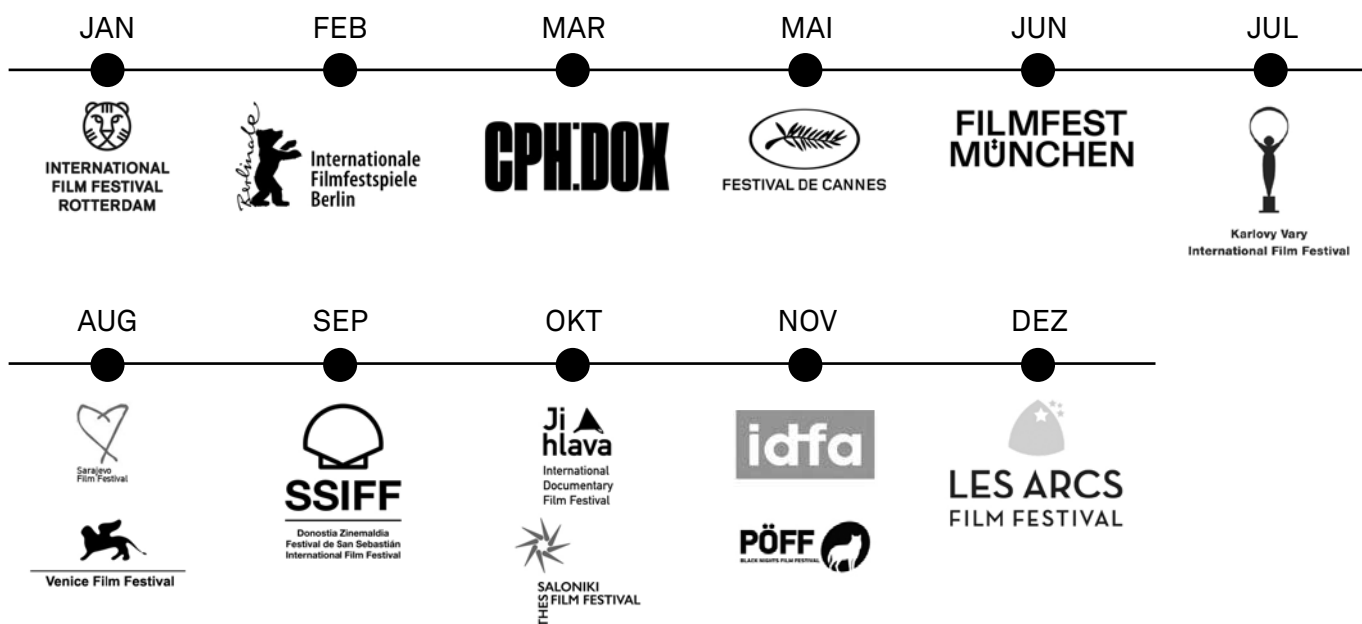 JAN
FEB
MAR
MAI
JUN
JUL
INTERNATIONAL
FILM FESTIVAL
ROTTERDAM
Berlinale
Internationale
Filmfestspiele
Berlin
CPH:DOX
FESTIVAL DE CANNES
FILMFEST
MÜNCHEN
Karlovy Vary
International Film Festival
AUG
SEP
OKT
NOV
DEZ
Sarajevo
Film Festival
Venice Film Festival
SSIFF
Donostia Zinemaldia
Festival de San Sebastián
International Film Festival
Ji
hlava
International
Documentary
Film Festival
THESSALONIKI
FILM FESTIVAL
idfa
PÖFF
BLACK NIGHTS FILM FESTIVAL
LES ARCS
FILM FESTIVAL